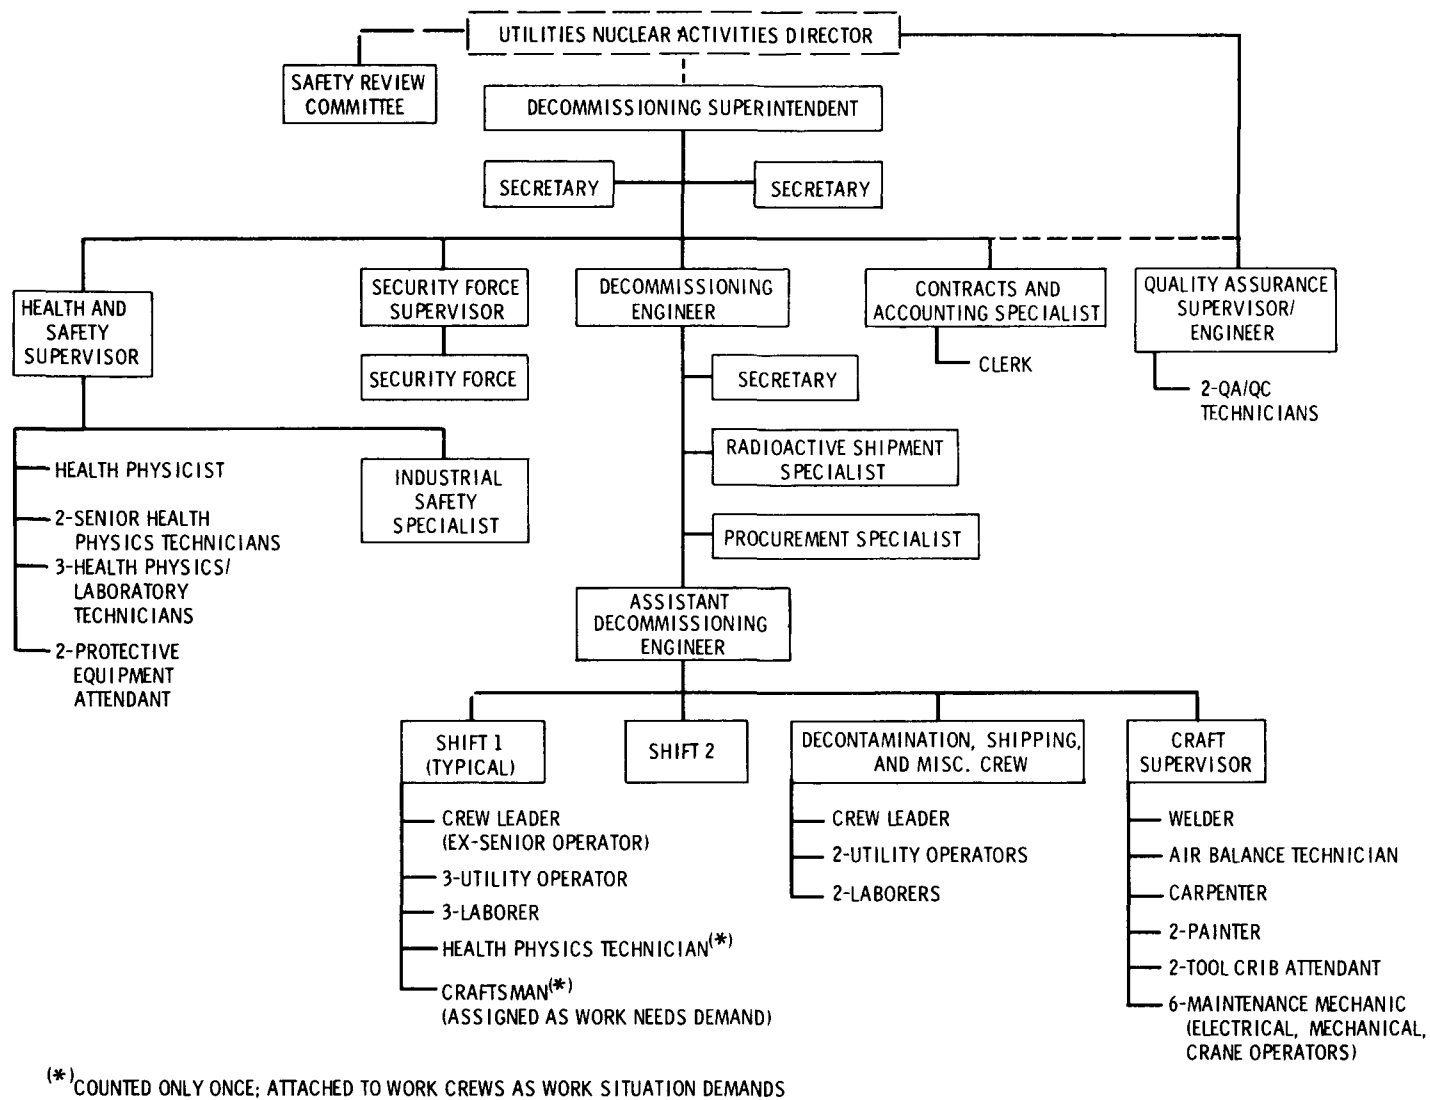 UTILITIES NUCLEAR ACTIVITIES DIRECTOR
SAFETY REVIEW
COMMITTEE
DECOMMISSIONING SUPERINTENDENT
SECRETARY
SECRETARY
HEALTH AND
SAFETY
SUPERVISOR
SECURITY FORCE
SUPERVISOR
SECURITY FORCE
DECOMMISSIONING
ENGINEER
CONTRACTS AND
ACCOUNTING SPECIALIST
CLERK
QUALITY ASSURANCE
SUPERVISOR/
ENGINEER
2-QA/QC
TECHNICIANS
SECRETARY
RADIOACTIVE SHIPMENT
SPECIALIST
PROCUREMENT SPECIALIST
HEALTH PHYSICIST
2-SENIOR HEALTH
PHYSICS TECHNICIANS
3-HEALTH PHYSICS/
LABORATORY
TECHNICIANS
2-PROTECTIVE
EQUIPMENT
ATTENDANT
INDUSTRIAL
SAFETY
SPECIALIST
ASSISTANT
DECOMMISSIONING
ENGINEER
SHIFT 1
(TYPICAL)
CREW LEADER
(EX-SENIOR OPERATOR)
3-UTILITY OPERATOR
3-LABORER
HEALTH PHYSICS TECHNICIAN(*)
CRAFTSMAN(*)
(ASSIGNED AS WORK NEEDS DEMAND)
SHIFT 2
DECONTAMINATION, SHIPPING,
AND MISC. CREW
CREW LEADER
2-UTILITY OPERATORS
2-LABORERS
CRAFT
SUPERVISOR
WELDER
AIR BALANCE TECHNICIAN
CARPENTER
2-PAINTER
2-TOOL CRIB ATTENDANT
6-MAINTENANCE MECHANIC
(ELECTRICAL, MECHANICAL,
CRANE OPERATORS)
(*)COUNTED ONLY ONCE; ATTACHED TO WORK CREWS AS WORK SITUATION DEMANDS